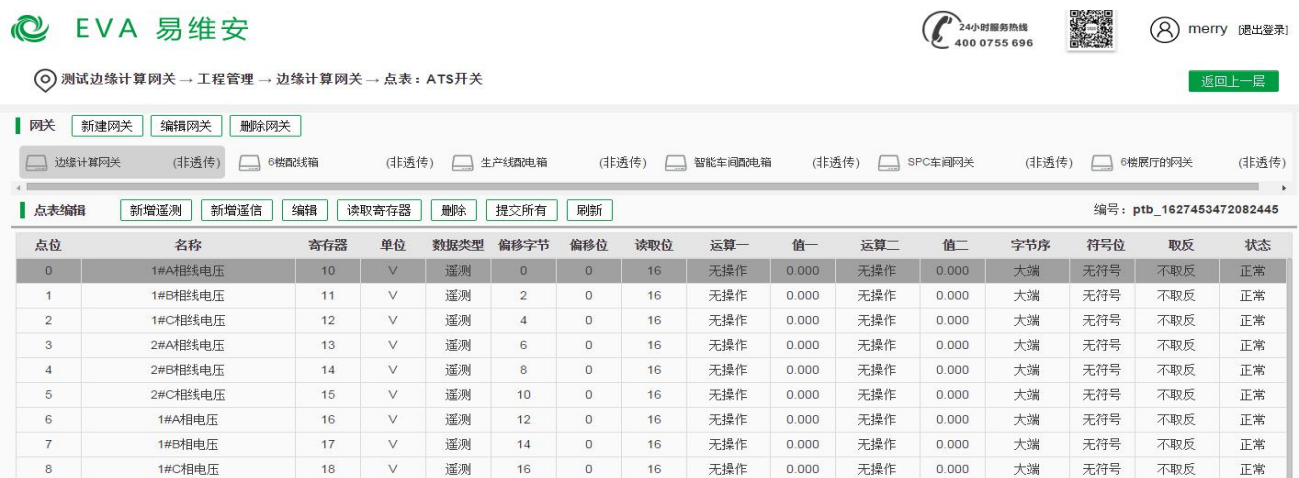 EVA 易维安
24小时服务热线
400 0755 696
merry [退出登录]
测试边缘计算网关→工程管理→边缘计算网关→点表：ATS开关
返回上一层
网关 新建网关 编辑网关 删除网关
边缘计算网关 (非透传) 6楼配线箱 (非透传) 生产线配电箱 (非透传) 智能车间配电箱 (非透传) SPC车间网关 (非透传) 6楼展厅的网关 (非透传)
点表编辑 新增遥测 新增遥信 编辑 读取寄存器 删除 提交所有 刷新 编号：ptb_1627453472082445
点位 名称 寄存器 单位 数据类型 偏移字节 偏移位 读取位 运算一 值一 运算二 值二 字节序 符号位 取反 状态
0 1#A相线电压 10 V 遥测 0 0 16 无操作 0.000 无操作 0.000 大端 无符号 不取反 正常
1 1#B相线电压 11 V 遥测 2 0 16 无操作 0.000 无操作 0.000 大端 无符号 不取反 正常
2 1#C相线电压 12 V 遥测 4 0 16 无操作 0.000 无操作 0.000 大端 无符号 不取反 正常
3 2#A相线电压 13 V 遥测 6 0 16 无操作 0.000 无操作 0.000 大端 无符号 不取反 正常
4 2#B相线电压 14 V 遥测 8 0 16 无操作 0.000 无操作 0.000 大端 无符号 不取反 正常
5 2#C相线电压 15 V 遥测 10 0 16 无操作 0.000 无操作 0.000 大端 无符号 不取反 正常
6 1#A相电压 16 V 遥测 12 0 16 无操作 0.000 无操作 0.000 大端 无符号 不取反 正常
7 1#B相电压 17 V 遥测 14 0 16 无操作 0.000 无操作 0.000 大端 无符号 不取反 正常
8 1#C相电压 18 V 遥测 16 0 16 无操作 0.000 无操作 0.000 大端 无符号 不取反 正常